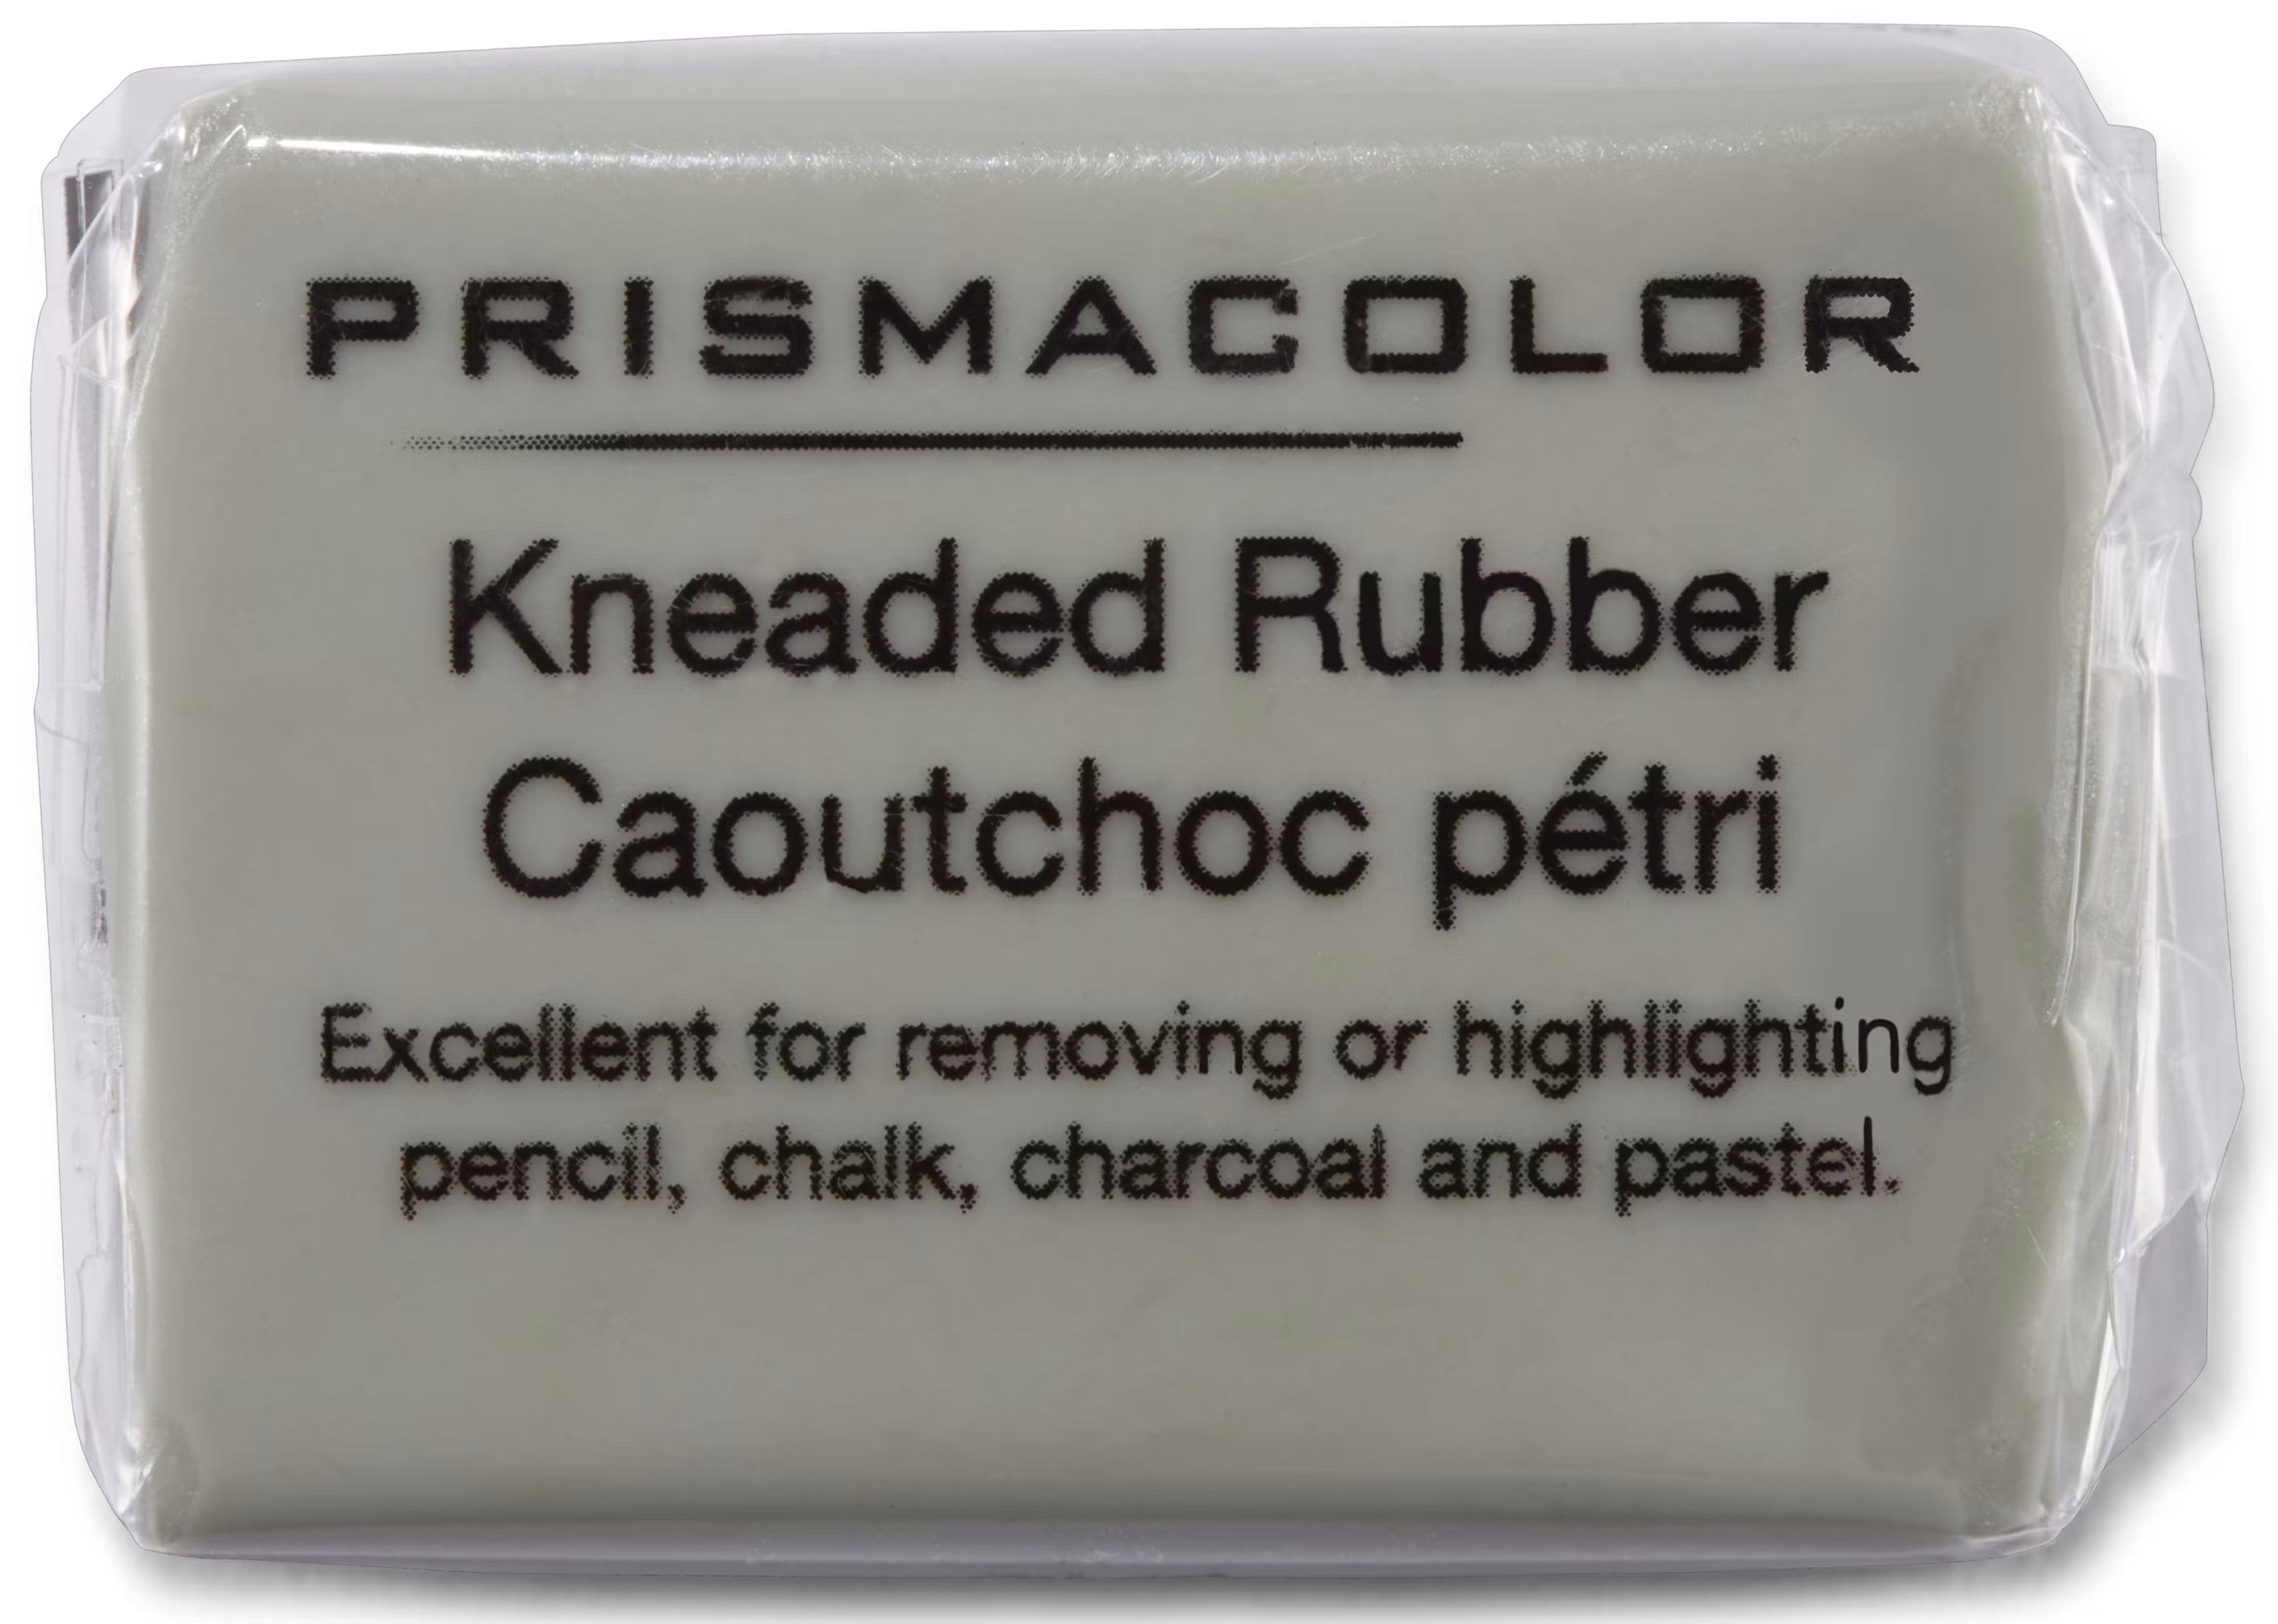 PRISMACOLOR
Kneaded Rubber
Caoutchoc pétri
Excellent for removing or highlighting
pencil, chalk, charcoal and pastel.